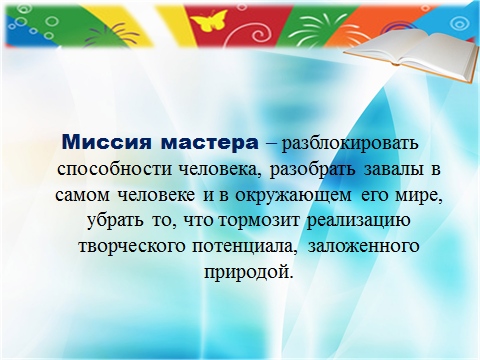 Миссия мастера – разблокировать
способности человека, разобрать завалы в
самом человеке и в окружающем его мире,
убрать то, что тормозит реализацию
творческого потенциала, заложенного
природой.